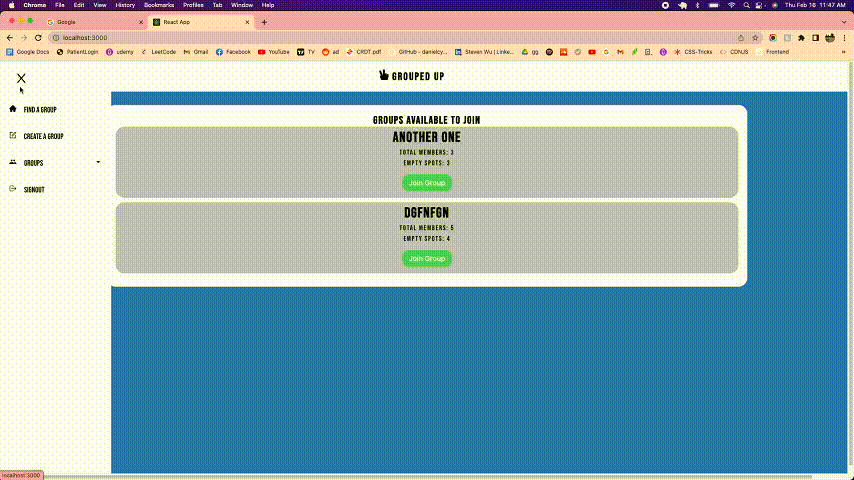 Chrome File Edit View History Bookmarks Profiles Tab Window Help Thu Feb 16 11:47 AM
Google React App
localhost:3000
Google Docs PatientLogin udemy LeetCode Gmail Facebook YouTube TV ad CRDT.pdf GitHub - danielcy... Steven Wu | Linke... gg CSS-Tricks CDNJS Frontend
GROUPED UP
FIND A GROUP
CREATE A GROUP
GROUPS
SIGNOUT
GROUPS AVAILABLE TO JOIN
ANOTHER ONE
TOTAL MEMBERS: 3
EMPTY SPOTS: 3
Join Group
DGFNFGN
TOTAL MEMBERS: 5
EMPTY SPOTS: 4
Join Group
localhost:3000